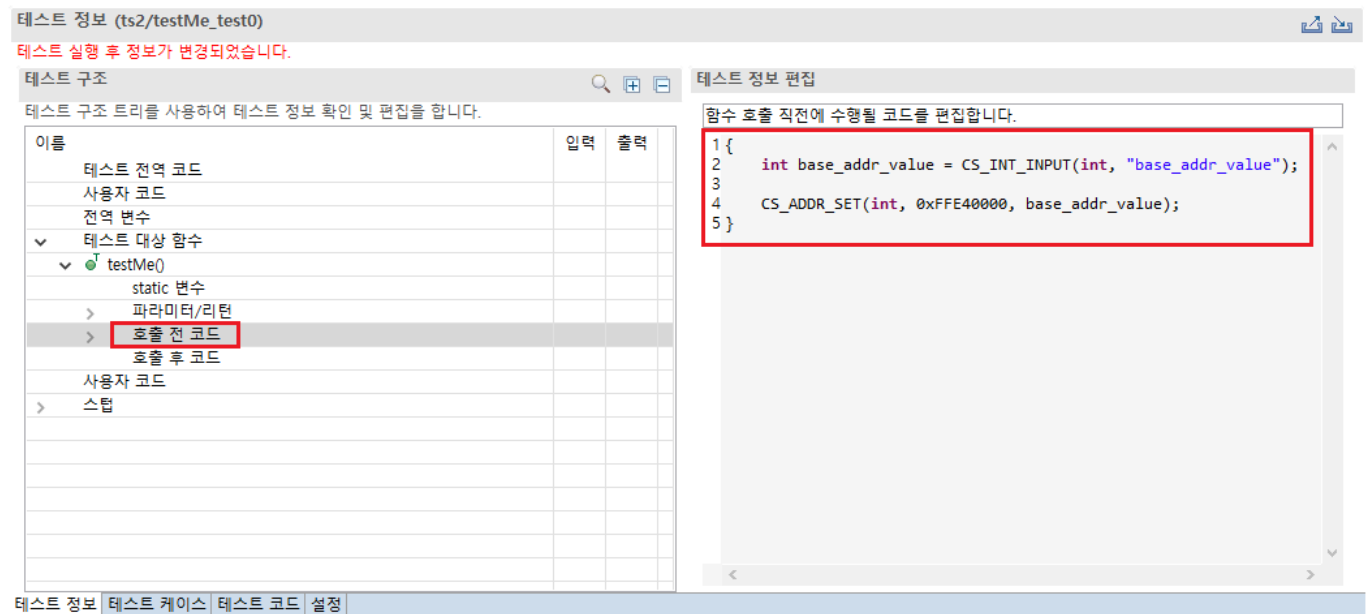 테스트 정보 (ts2/testMe_test0)
테스트 실행 후 정보가 변경되었습니다.
테스트 구조
테스트 구조 트리를 사용하여 테스트 정보 확인 및 편집을 합니다.
이름 입력 출력
테스트 전역 코드
사용자 코드
전역 변수
테스트 대상 함수
T testMe()
static 변수
파라미터/리턴
호출 전 코드
호출 후 코드
사용자 코드
스텁
테스트 정보 편집
함수 호출 직전에 수행될 코드를 편집합니다.
1 {
2 int base_addr_value = CS_INT_INPUT(int, "base_addr_value");
3
4 CS_ADDR_SET(int, 0xFFE40000, base_addr_value);
5 }
테스트 정보 테스트 케이스 테스트 코드 설정